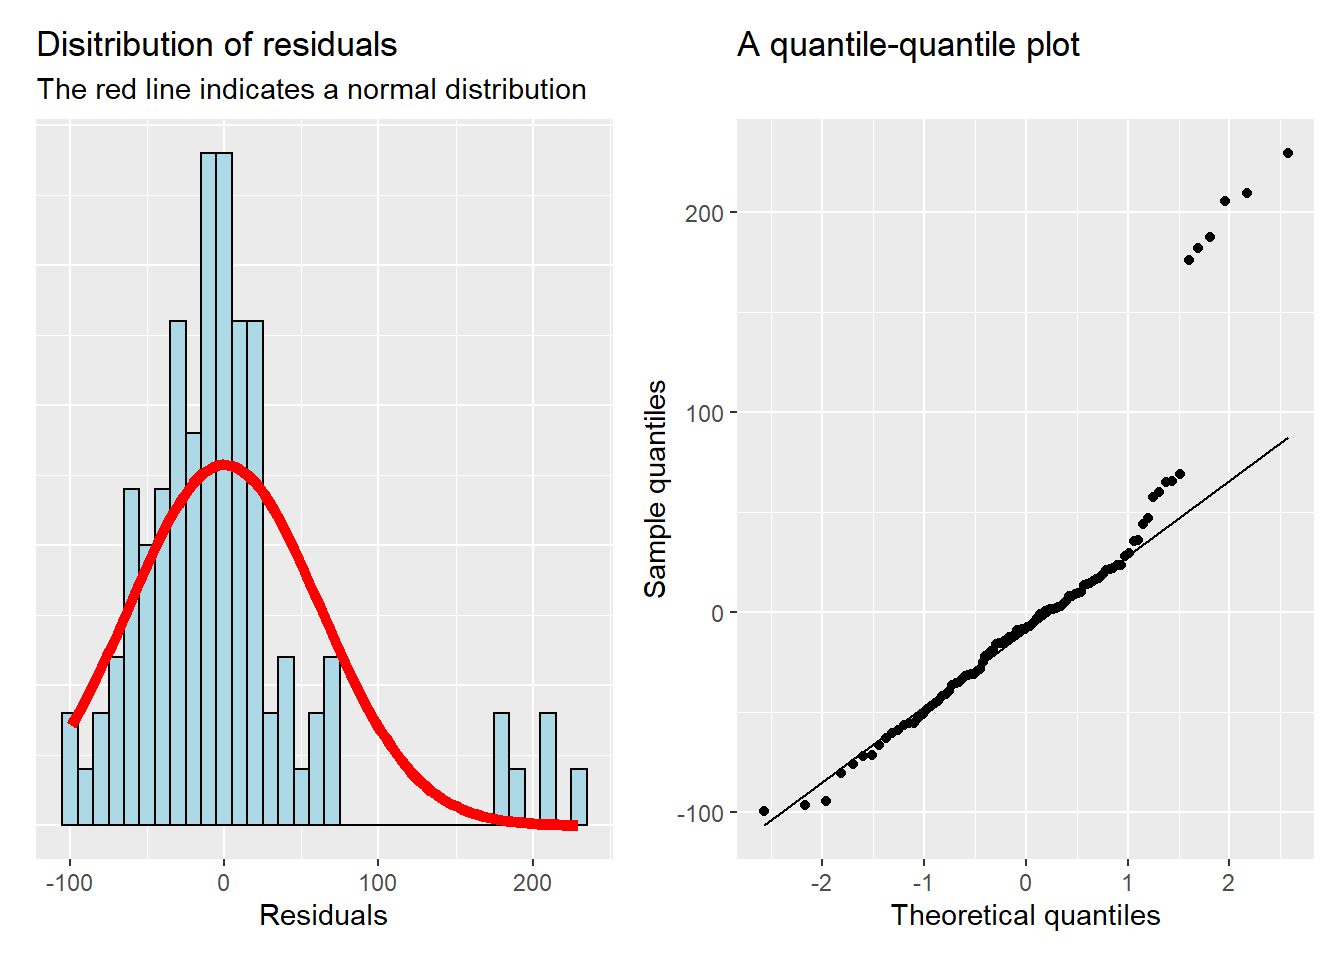 Disitribution of residuals
The red line indicates a normal distribution
-100
0
100
200
Residuals
A quantile-quantile plot
200
100
0
-100
Sample quantiles
-2
-1
0
1
2
Theoretical quantiles